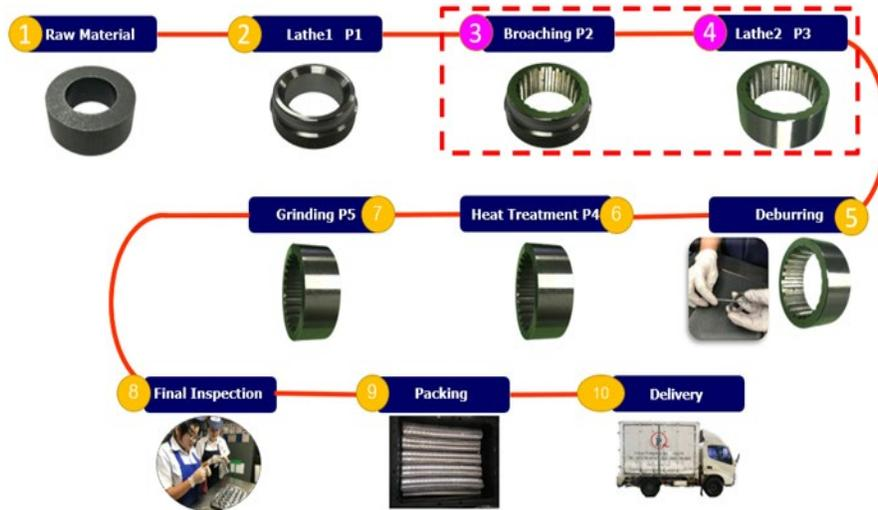 1 Raw Material
2 Lathe1 P1
3 Broaching P2
4 Lathe2 P3
Deburring 5
Heat Treatment P4 6
Grinding P5 7
8 Final Inspection
9 Packing
10 Delivery